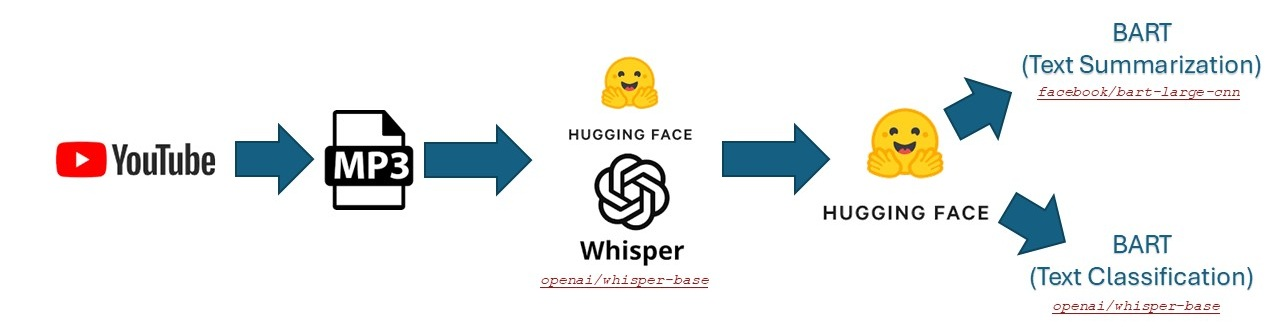 YouTube
MP3
HUGGING FACE
Whisper
openai/whisper-base
HUGGING FACE
BART
(Text Summarization)
facebook/bart-large-cnn
BART
(Text Classification)
openai/whisper-base